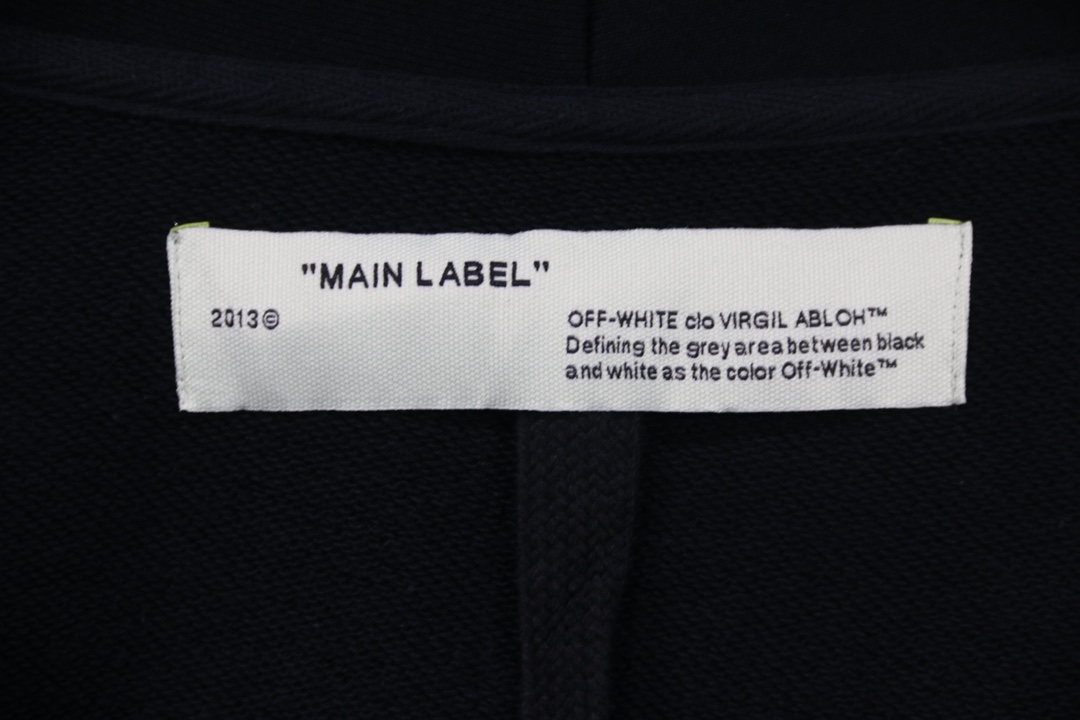 "MAIN LABEL"
2013©
OFF-WHITE c/o VIRGIL ABLOH™
Defining the grey area between black
and white as the color Off-White™